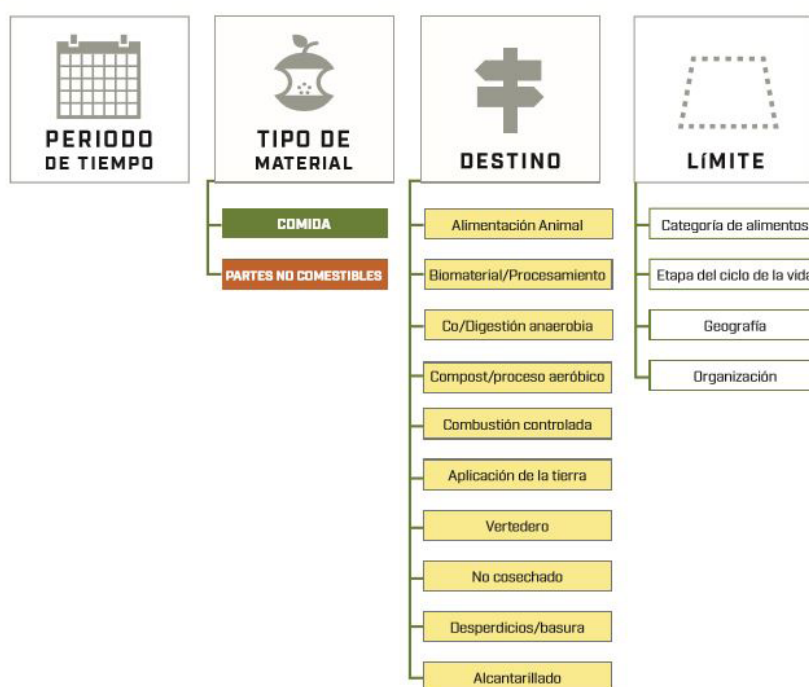 PERIODO
DE TIEMPO
TIPO DE
MATERIAL
COMIDA
PARTES NO COMESTIBLES
DESTINO
Alimentación Animal
Biomaterial/Procesamiento
Co/Digestión anaerobia
Compost/proceso aeróbico
Combustión controlada
Aplicación de la tierra
Vertedero
No cosechado
Desperdicios/basura
Alcantarillado
LÍMITE
Categoría de alimentos
Etapa del ciclo de la vida
Geografía
Organización